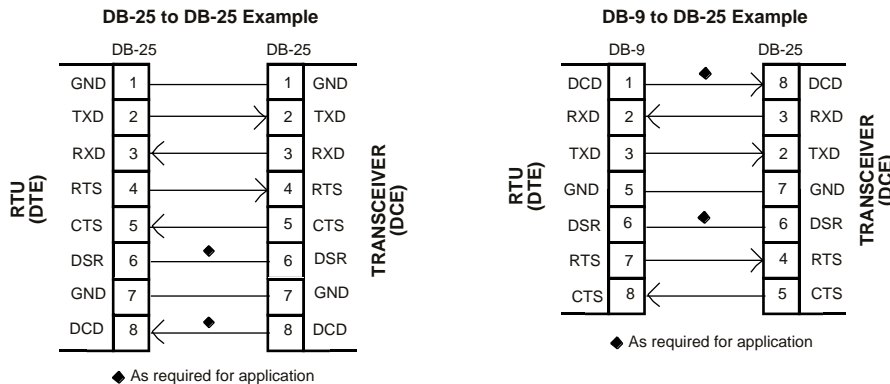 DB-25 to DB-25 Example
DB-25 DB-25
GND 1 1 GND
TXD 2 2 TXD
RXD 3 3 RXD
RTS 4 4 RTS
CTS 5 5 CTS
DSR 6 6 DSR
GND 7 7 GND
DCD 8 8 DCD
RTU
(DTE)
TRANSCEIVER
(DCE)
As required for application
DB-9 to DB-25 Example
DB-9 DB-25
DCD 1 8 DCD
RXD 2 3 RXD
TXD 3 2 TXD
GND 5 7 GND
DSR 6 6 DSR
RTS 7 4 RTS
CTS 8 5 CTS
RTU
(DTE)
TRANSCEIVER
(DCE)
As required for application